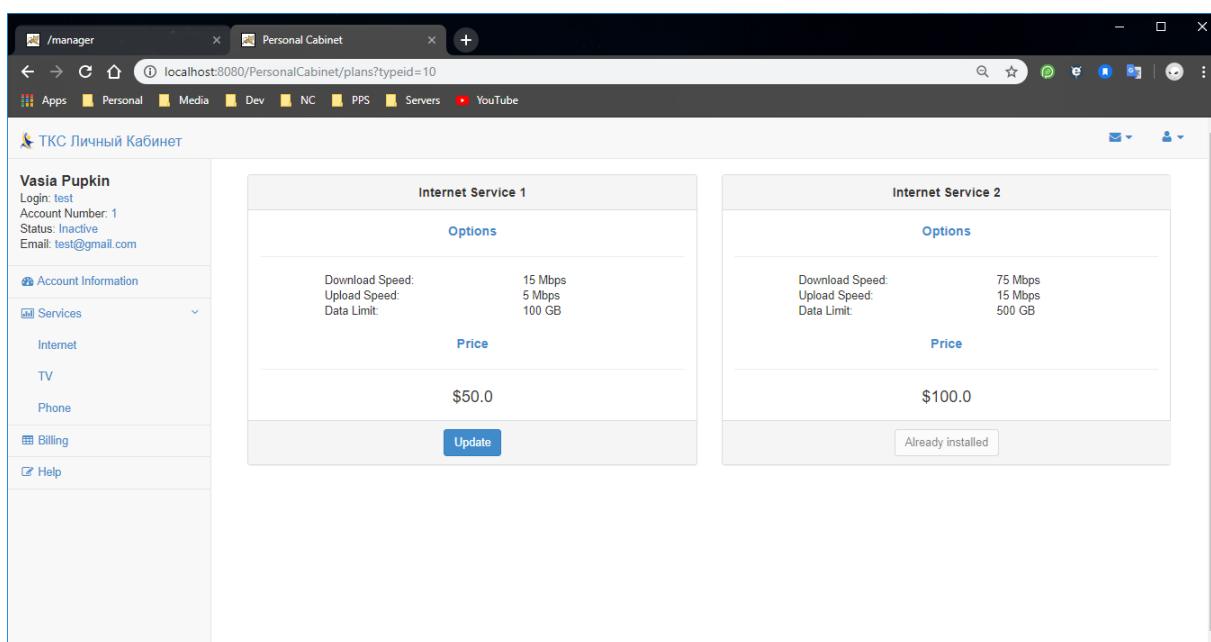 /manager
Personal Cabinet
localhost:8080/PersonalCabinet/plans?typeid=10
Apps Personal Media Dev NC PPS Servers YouTube
ТКС Личный Кабинет
Vasia Pupkin
Login: test
Account Number: 1
Status: Inactive
Email: test@gmail.com
Account Information
Services
Internet
TV
Phone
Billing
Help
Internet Service 1
Options
Download Speed: 15 Mbps
Upload Speed: 5 Mbps
Data Limit: 100 GB
Price
$50.0
Update
Internet Service 2
Options
Download Speed: 75 Mbps
Upload Speed: 15 Mbps
Data Limit: 500 GB
Price
$100.0
Already installed